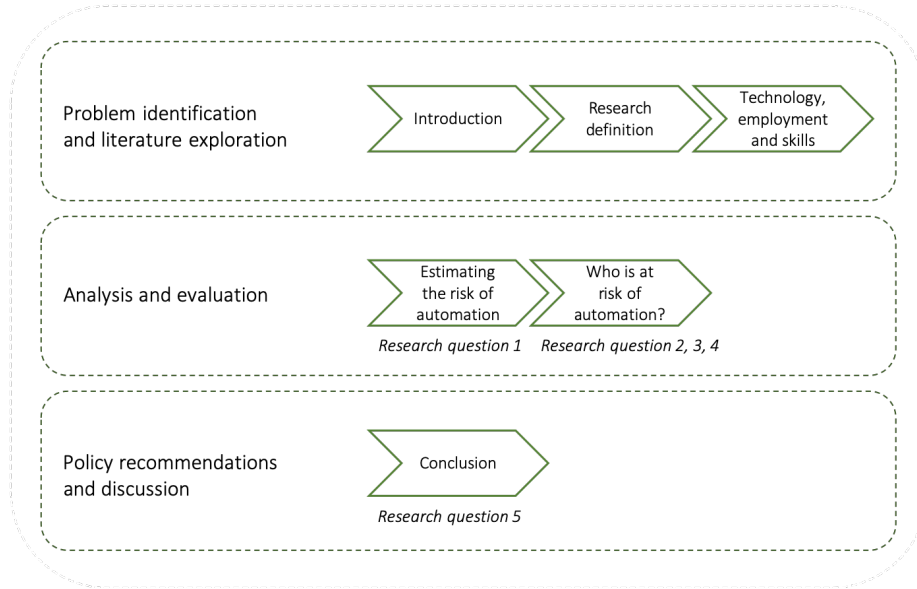 Problem identification
and literature exploration
Introduction
Research
definition
Technology,
employment
and skills
Analysis and evaluation
Estimating
the risk of
automation
Who is at
risk of
automation?
Research question 1
Research question 2, 3, 4
Policy recommendations
and discussion
Conclusion
Research question 5